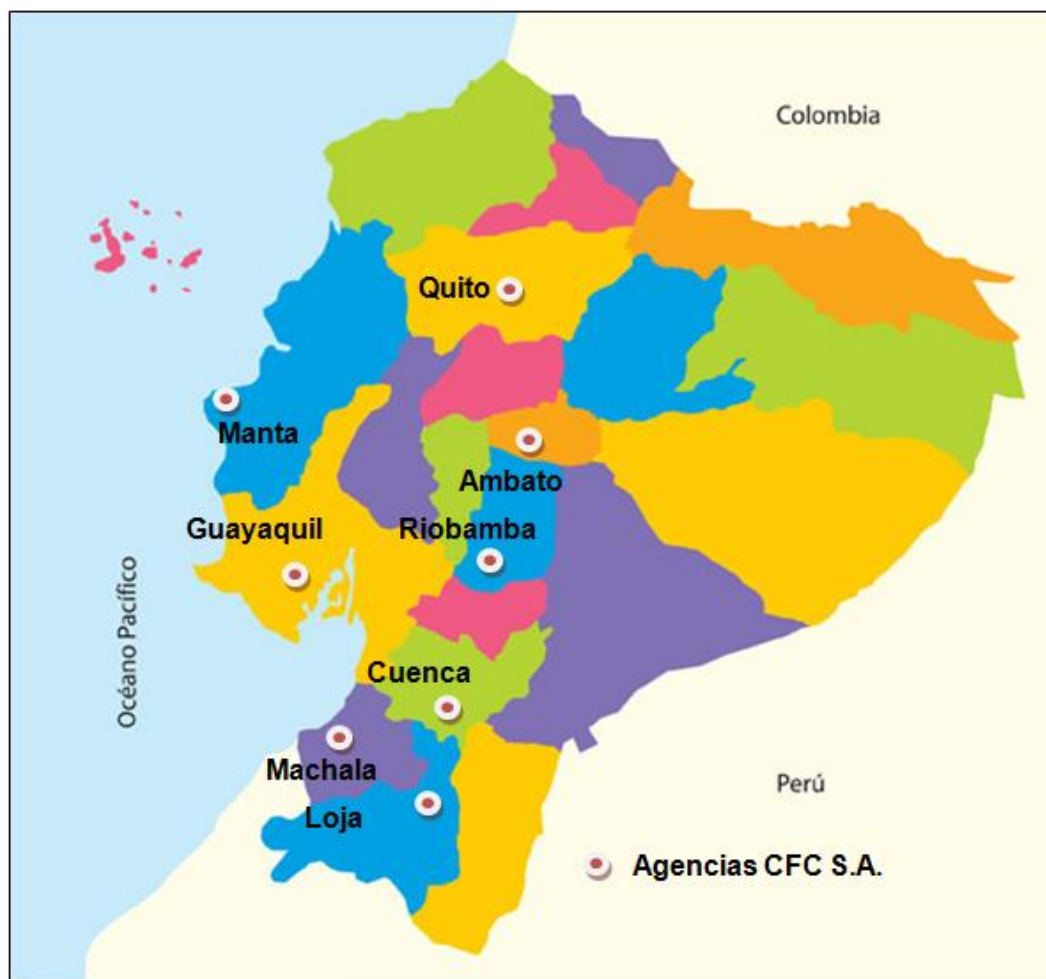 Colombia
Quito
Manta
Ambato
Guayaquil
Riobamba
Océano Pacífico
Cuenca
Machala
Loja
Perú
Agencias CFC S.A.